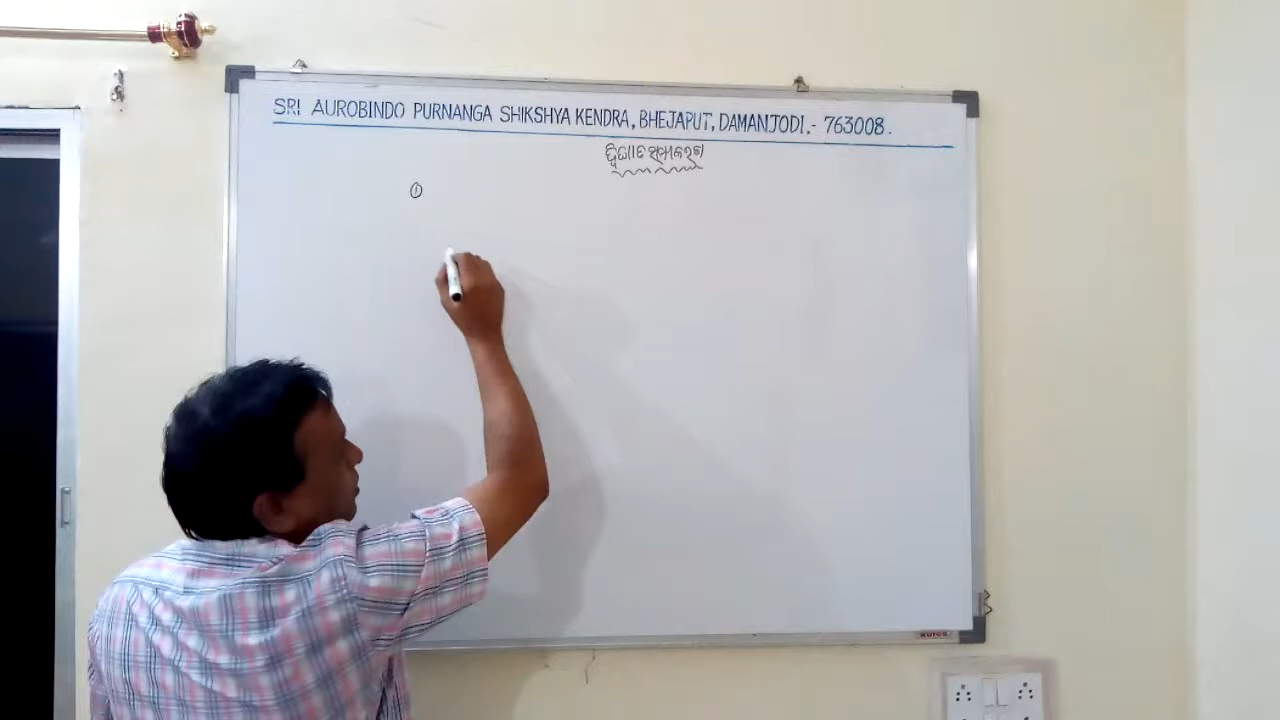 SRI AUROBINDO PURNANGA SHIKSHYA KENDRA, BHEJAPUT, DAMANJODI,- 763008.
ଦ୍ୱିଘାତ ସମୀକରଣ
①